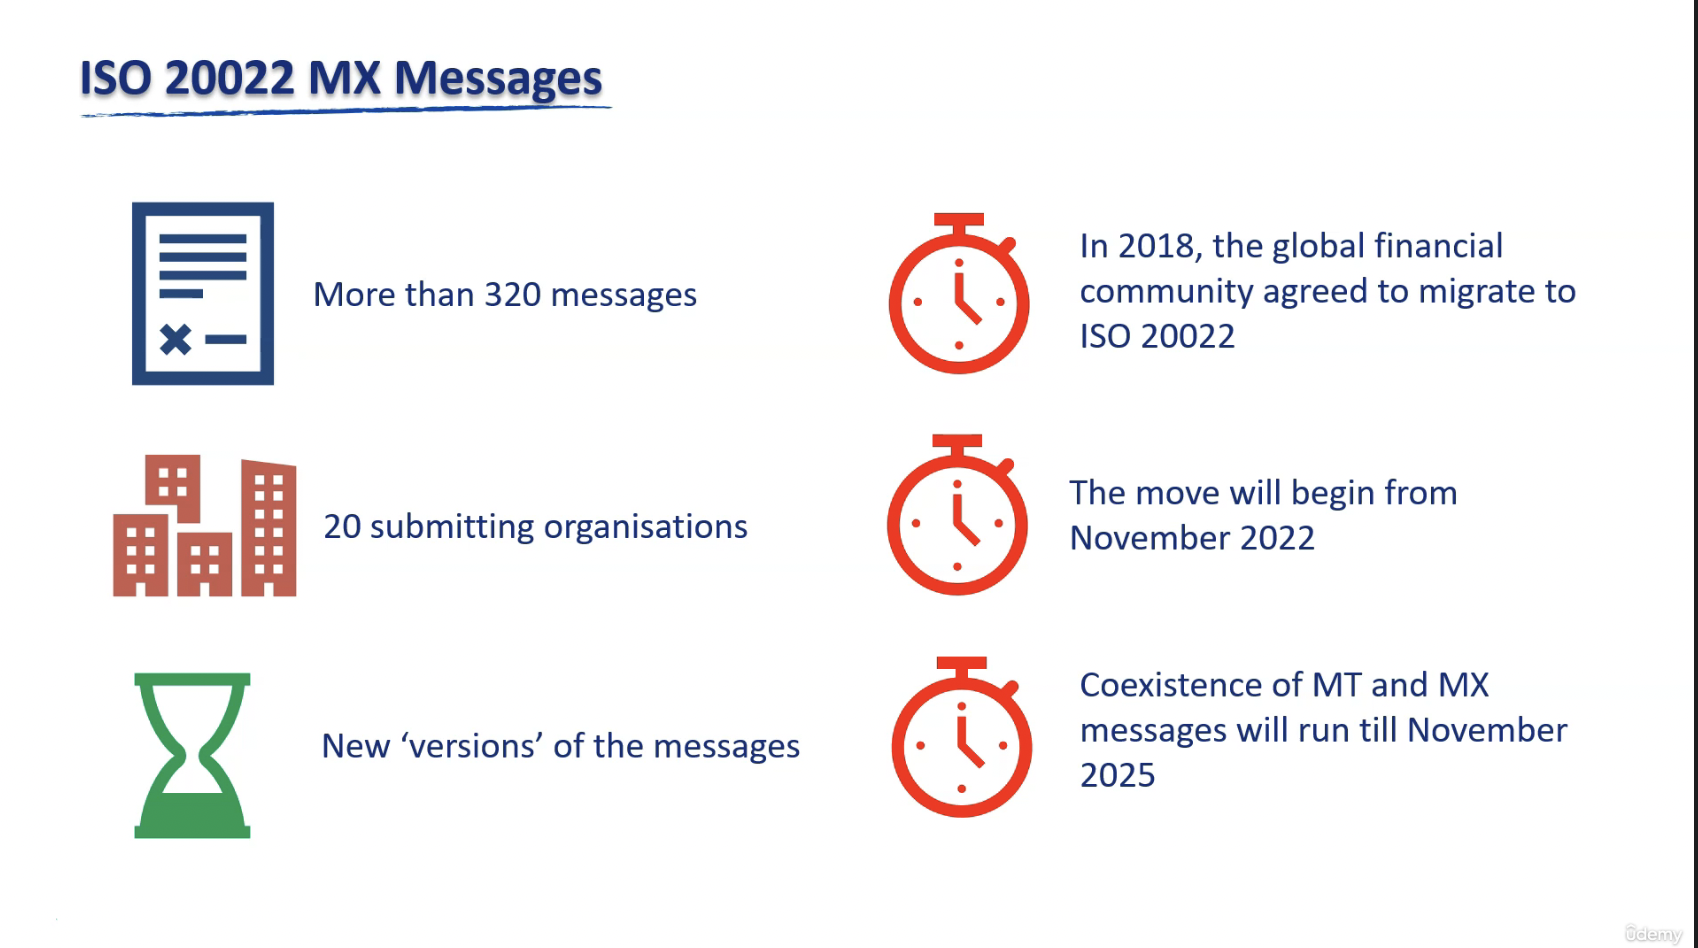 ISO 20022 MX Messages
More than 320 messages
20 submitting organisations
New ‘versions’ of the messages
In 2018, the global financial
community agreed to migrate to
ISO 20022
The move will begin from
November 2022
Coexistence of MT and MX
messages will run till November
2025
ûdemy